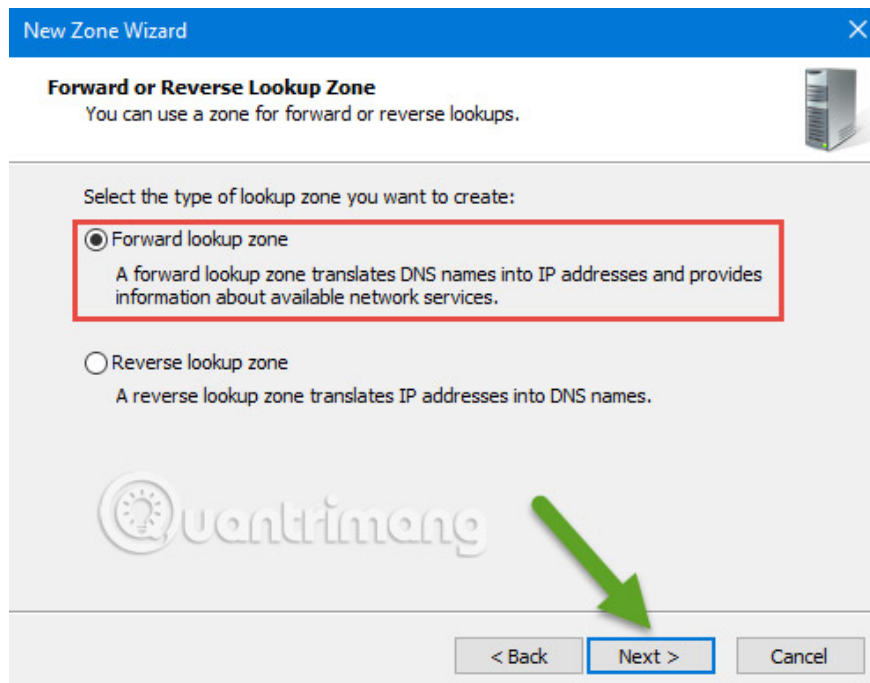 New Zone Wizard
Forward or Reverse Lookup Zone
You can use a zone for forward or reverse lookups.
Select the type of lookup zone you want to create:
Forward lookup zone
A forward lookup zone translates DNS names into IP addresses and provides
information about available network services.
Reverse lookup zone
A reverse lookup zone translates IP addresses into DNS names.
Quantrimang
< Back
Next >
Cancel